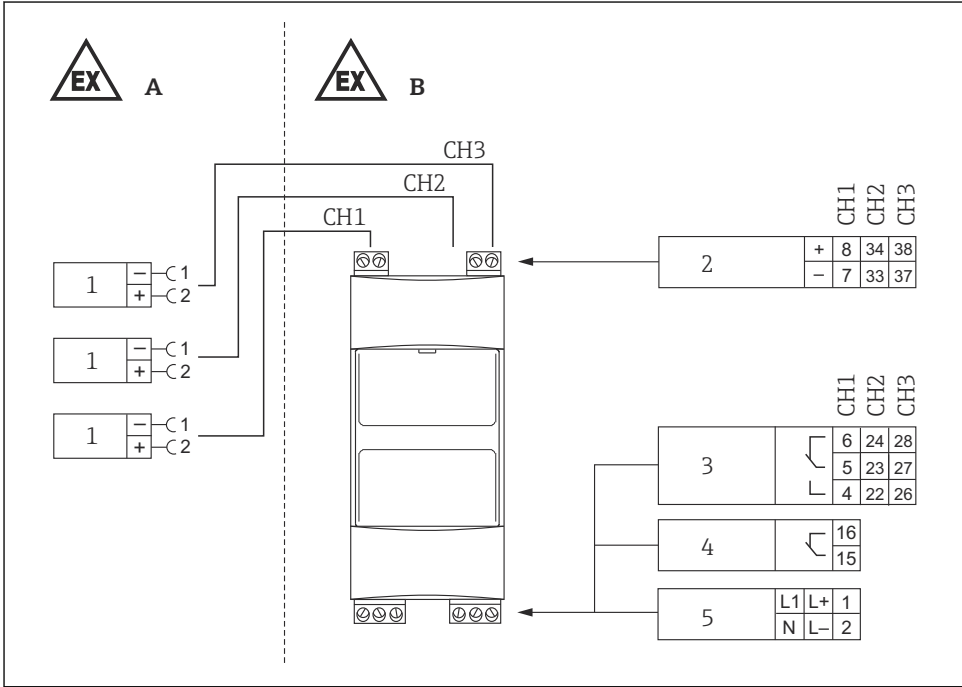 EX A
EX B
CH3
CH2
CH1
1 − 1
+ 2
1 − 1
+ 2
1 − 1
+ 2
CH1 CH2 CH3
2 + 8 34 38
− 7 33 37
CH1 CH2 CH3
3 6 24 28
5 23 27
4 22 26
4 16
15
5 L1 L+ 1
N L− 2